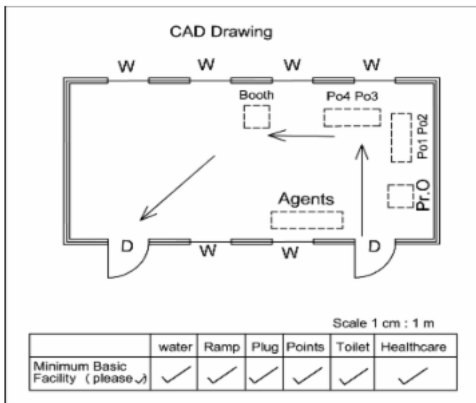 CAD Drawing
W W W W
Booth Po4 Po3
Po1 Po2
Pr.O
Agents
D W W D
Scale 1 cm : 1 m
water Ramp Plug Points Toilet Healthcare
Minimum Basic
Facility ( please ✓) ✓ ✓ ✓ ✓ ✓ ✓